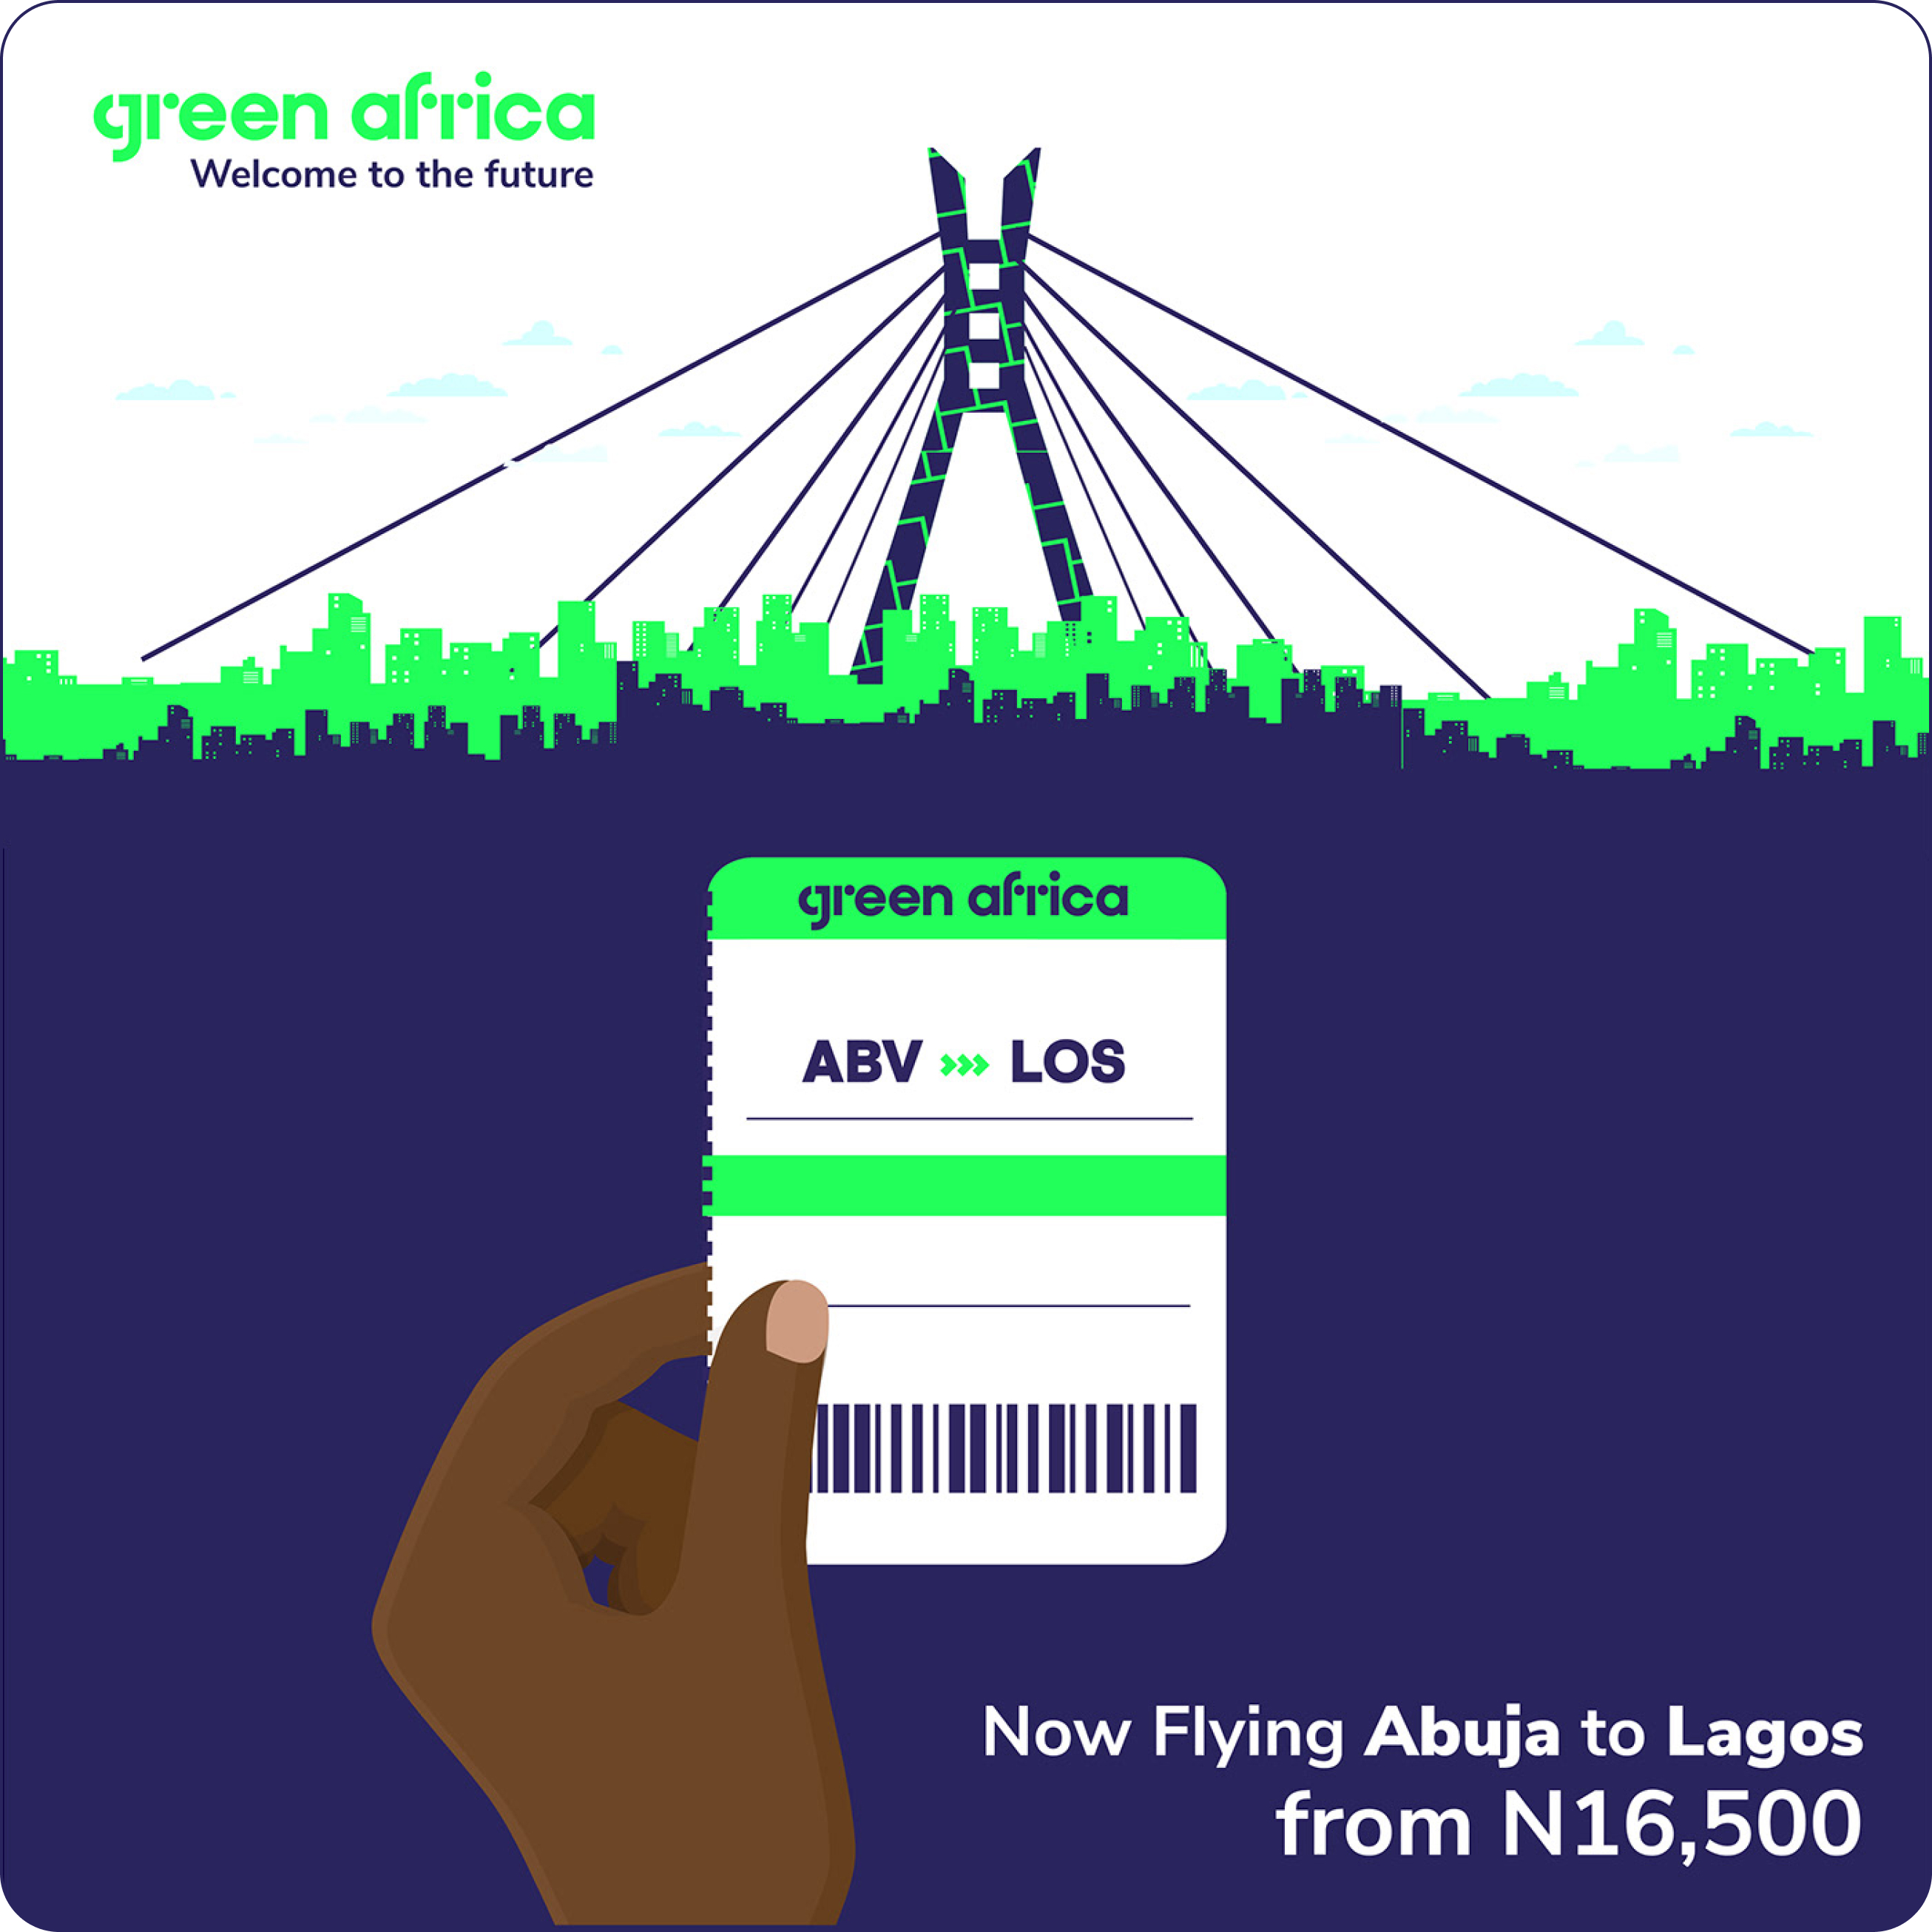 green africa
Welcome to the future
green africa
ABV >>> LOS
Now Flying Abuja to Lagos
from N16,500